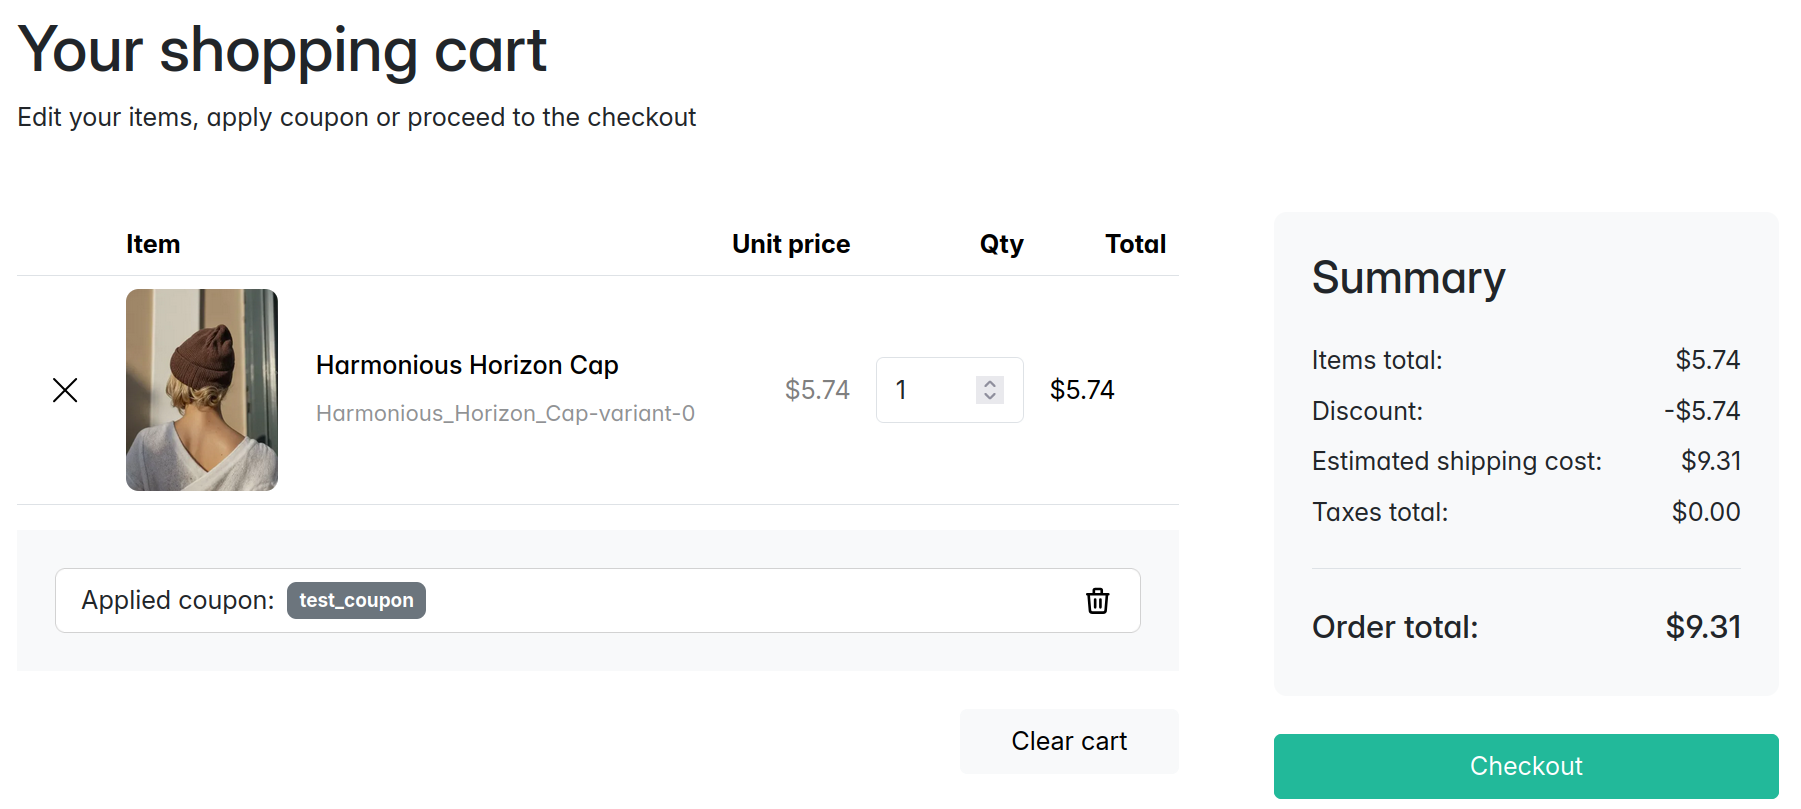 Your shopping cart
Edit your items, apply coupon or proceed to the checkout
Item Unit price Qty Total
Harmonious Horizon Cap
Harmonious_Horizon_Cap-variant-0
$5.74 1 $5.74
Applied coupon: test_coupon
Clear cart
Summary
Items total: $5.74
Discount: -$5.74
Estimated shipping cost: $9.31
Taxes total: $0.00
Order total: $9.31
Checkout